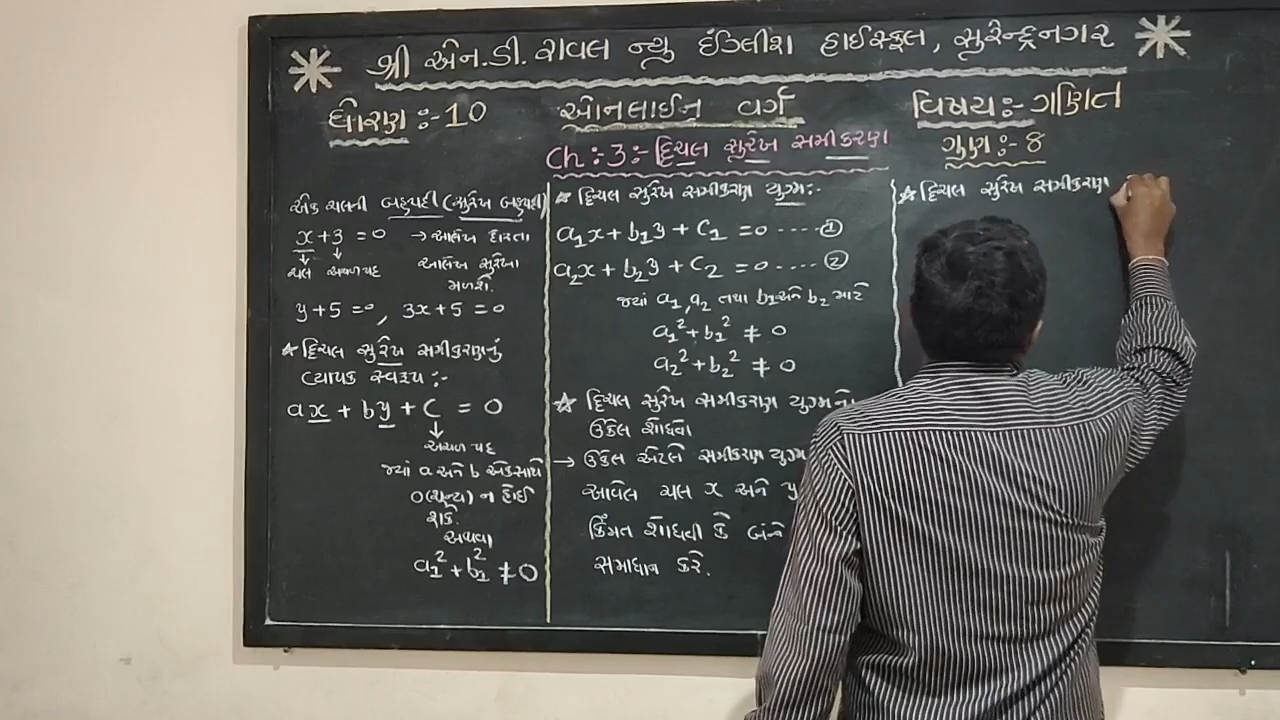 શ્રી એન.ડી. રાવલ ન્યુ ઈંગ્લીશ હાઈસ્કૂલ, સુરેન્દ્રનગર
ધોરણ :- 10
ઓનલાઈન વર્ગ
વિષય:- ગણિત
Ch : 3 :- દ્વિચલ સુરેખ સમીકરણ
ગુણ :- 8
એક ચલની બહુપદી (સુરેખ બહુપદી)
x + 3 = 0 → આલેખ દોરતા
ચલ અચળ પદ આલેખ સુરેખા
મળશે.
y + 5 = 0, 3x + 5 = 0
☆ દ્વિચલ સુરેખ સમીકરણનું
વ્યાપક સ્વરૂપ :-
ax + by + c = 0
અચળ પદ
જ્યાં a અને b એકસાથે
0 (શૂન્ય) ન હોઈ
શકે.
અથવા
a₁² + b₁² ≠ 0
☆ દ્વિચલ સુરેખ સમીકરણ યુગ્મ :-
a₁x + b₁y + c₁ = 0 ---- ①
a₂x + b₂y + c₂ = 0 ---- ②
જ્યાં a₁, a₂ તથા b₁ અને b₂ માટે
a₁² + b₁² ≠ 0
a₂² + b₂² ≠ 0
☆ દ્વિચલ સુરેખ સમીકરણ યુગ્મનો
ઉકેલ શોધવા
→ ઉકેલ એટલે સમીકરણ યુગ્મ
આવેલ ચલ x અને y
કિંમત શોધવી કે બંને
સમાધાન કરે.
☆ દ્વિચલ સુરેખ સમીકરણ